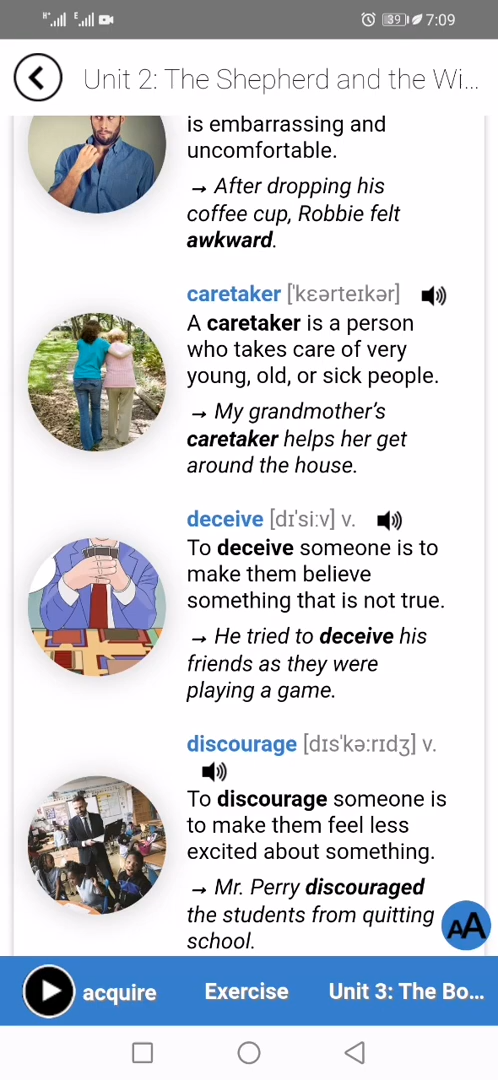 H+ E 39 7:09
Unit 2: The Shepherd and the Wi...
is embarrassing and
uncomfortable.
→ After dropping his
coffee cup, Robbie felt
awkward.
caretaker [ˈkɛərteɪkər]
A caretaker is a person
who takes care of very
young, old, or sick people.
→ My grandmother's
caretaker helps her get
around the house.
deceive [dɪˈsiːv] v.
To deceive someone is to
make them believe
something that is not true.
→ He tried to deceive his
friends as they were
playing a game.
discourage [dɪsˈkəːrɪdʒ] v.
To discourage someone is
to make them feel less
excited about something.
→ Mr. Perry discouraged
the students from quitting
school.
AA
acquire Exercise Unit 3: The Bo...